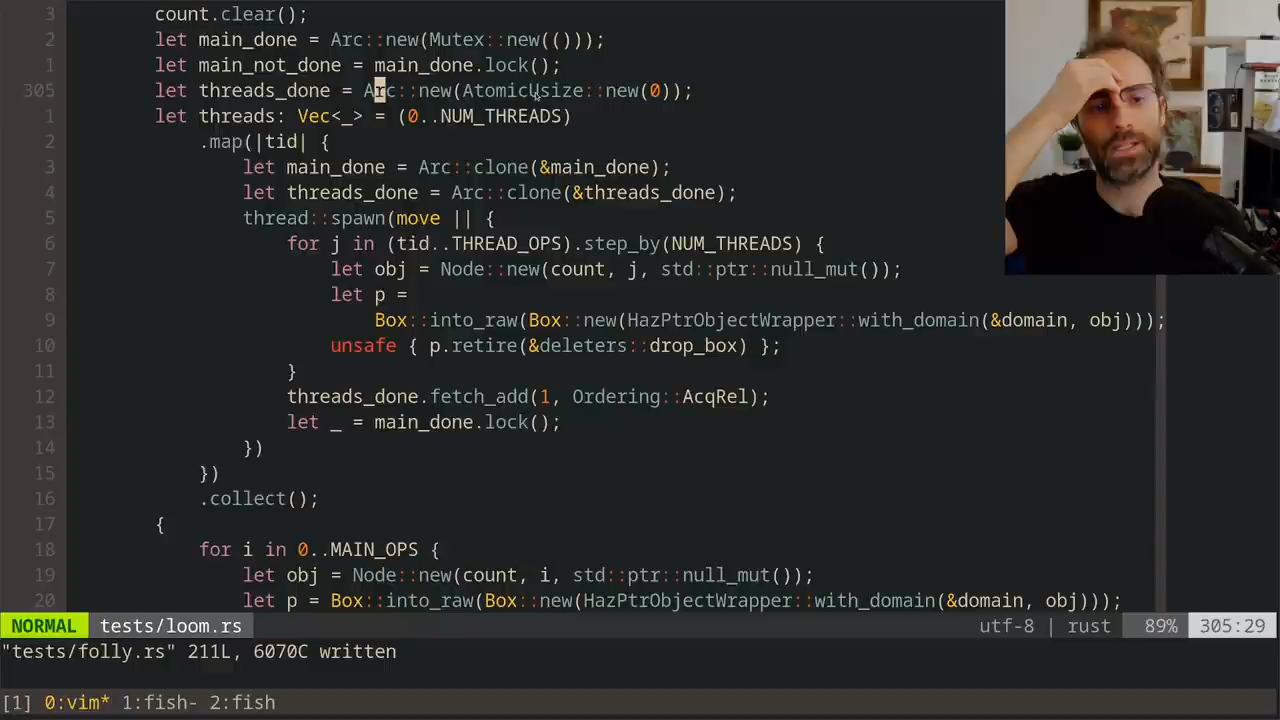 3 count.clear();
2 let main_done = Arc::new(Mutex::new(()));
1 let main_not_done = main_done.lock();
305 let threads_done = Arc::new(AtomicUsize::new(0));
1 let threads: Vec<_> = (0..NUM_THREADS)
2 .map(|tid| {
3 let main_done = Arc::clone(&main_done);
4 let threads_done = Arc::clone(&threads_done);
5 thread::spawn(move || {
6 for j in (tid..THREAD_OPS).step_by(NUM_THREADS) {
7 let obj = Node::new(count, j, std::ptr::null_mut());
8 let p =
9 Box::into_raw(Box::new(HazPtrObjectWrapper::with_domain(&domain, obj)));
10 unsafe { p.retire(&deleters::drop_box) };
11 }
12 threads_done.fetch_add(1, Ordering::AcqRel);
13 let _ = main_done.lock();
14 })
15 })
16 .collect();
17 {
18 for i in 0..MAIN_OPS {
19 let obj = Node::new(count, i, std::ptr::null_mut());
20 let p = Box::into_raw(Box::new(HazPtrObjectWrapper::with_domain(&domain, obj)));
NORMAL tests/loom.rs utf-8 | rust 89% 305:29
"tests/folly.rs" 211L, 6070C written
[1] 0:vim* 1:fish- 2:fish